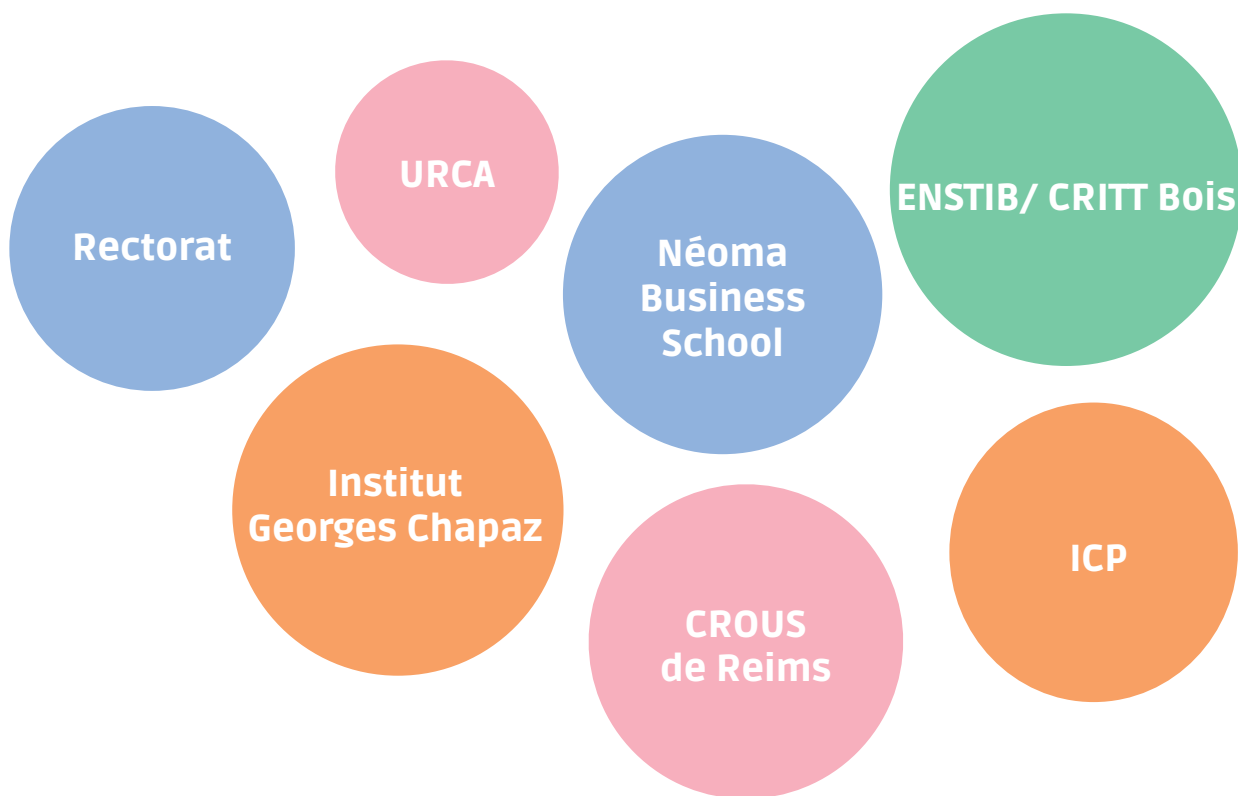 Rectorat
URCA
Néoma
Business
School
ENSTIB/ CRITT Bois
Institut
Georges Chapaz
CROUS
de Reims
ICP